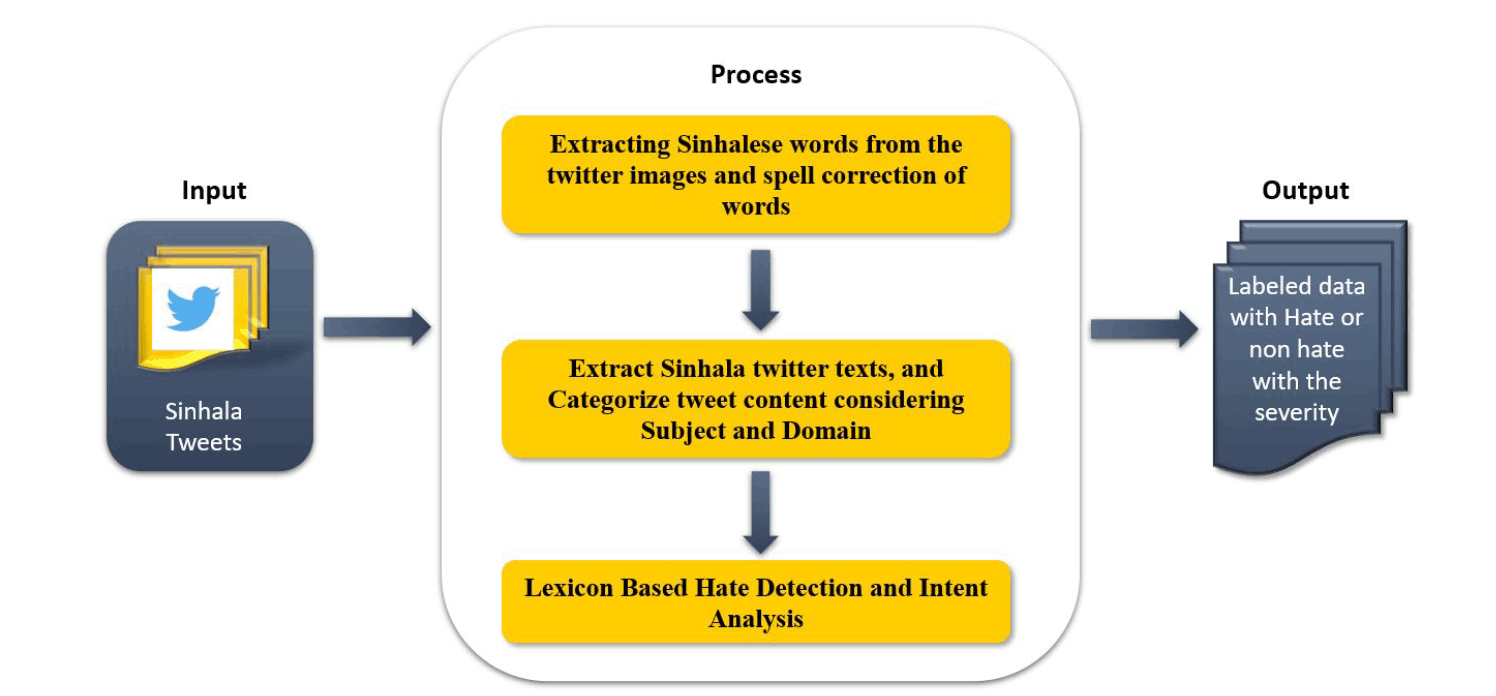 Process
Extracting Sinhalese words from the
twitter images and spell correction of
words
Input
Sinhala
Tweets
Extract Sinhala twitter texts, and
Categorize tweet content considering
Subject and Domain
Lexicon Based Hate Detection and Intent
Analysis
Output
Labeled data
with Hate or
non hate
with the
severity